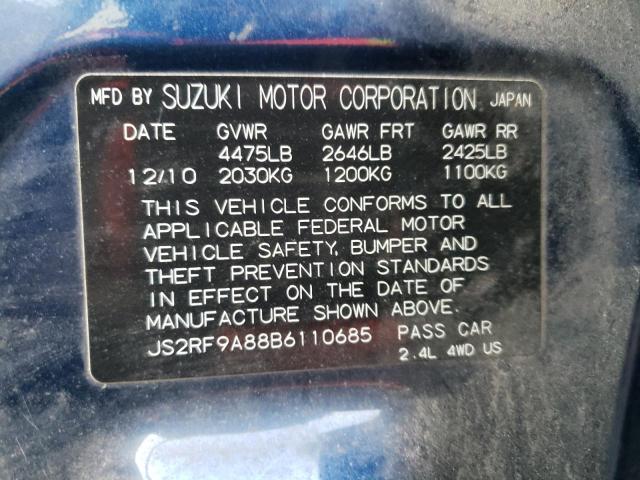 MFD BY SUZUKI MOTOR CORPORATION JAPAN
DATE GVWR GAWR FRT GAWR RR
4475LB 2646LB 2425LB
12/10 2030KG 1200KG 1100KG
THIS VEHICLE CONFORMS TO ALL
APPLICABLE FEDERAL MOTOR
VEHICLE SAFETY, BUMPER AND
THEFT PREVENTION STANDARDS
IN EFFECT ON THE DATE OF
MANUFACTURE SHOWN ABOVE.
JS2RF9A88B6110685 PASS CAR
2.4L 4WD US